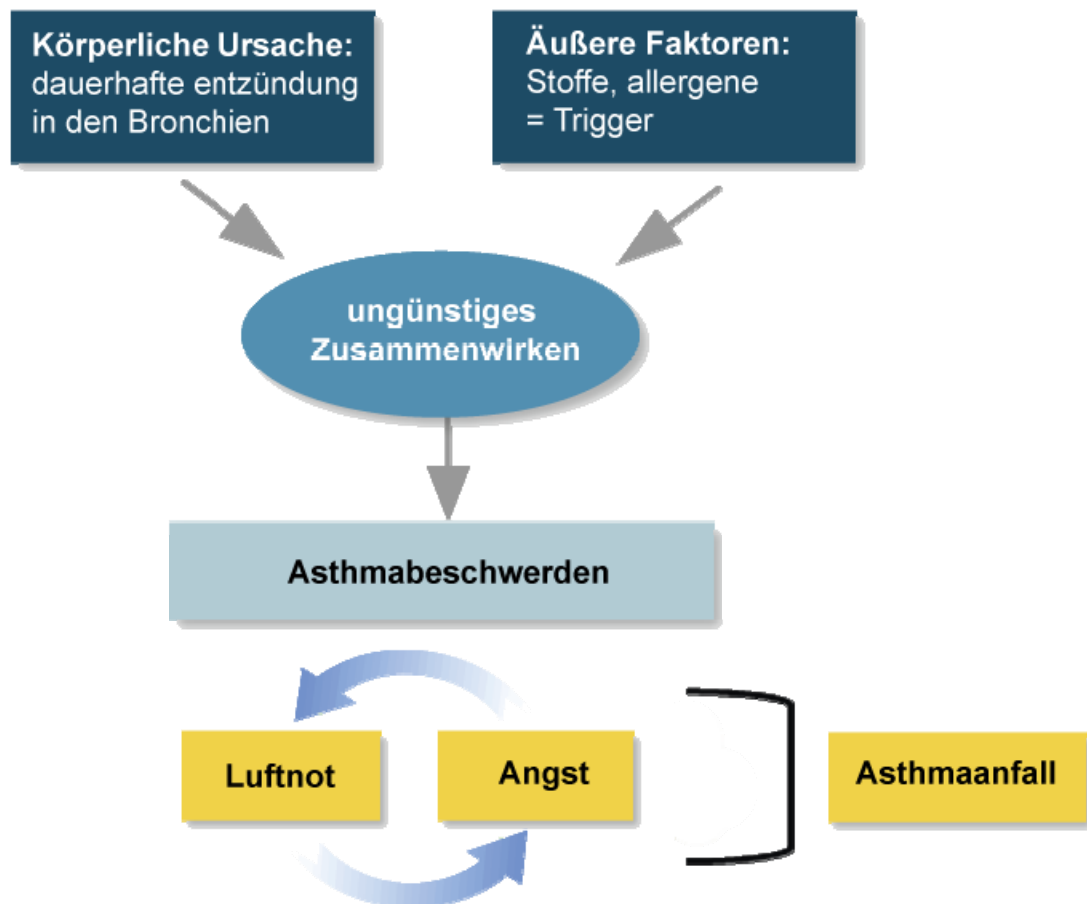 Körperliche Ursache:
dauerhafte entzündung
in den Bronchien
Äußere Faktoren:
Stoffe, allergene
= Trigger
ungünstiges
Zusammenwirken
Asthmabeschwerden
Luftnot
Angst
Asthmaanfall